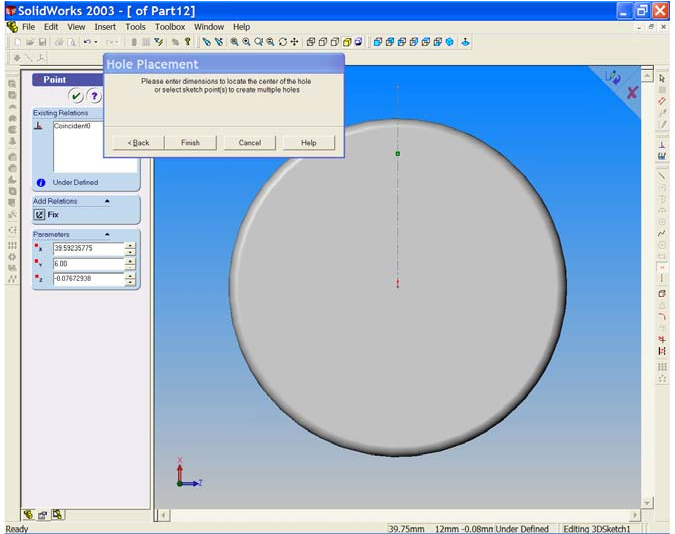 SolidWorks 2003 - [ of Part12]
File Edit View Insert Tools Toolbox Window Help
Hole Placement
Please enter dimensions to locate the center of the hole
or select sketch point(s) to create multiple holes
< Back Finish Cancel Help
Point
Existing Relations
Coincident0
Under Defined
Add Relations
Fix
Parameters
x 39.59235775
y 6.00
z -0.07672938
X
Z
Ready 39.75mm 12mm -0.08mm Under Defined Editing 3DSketch1